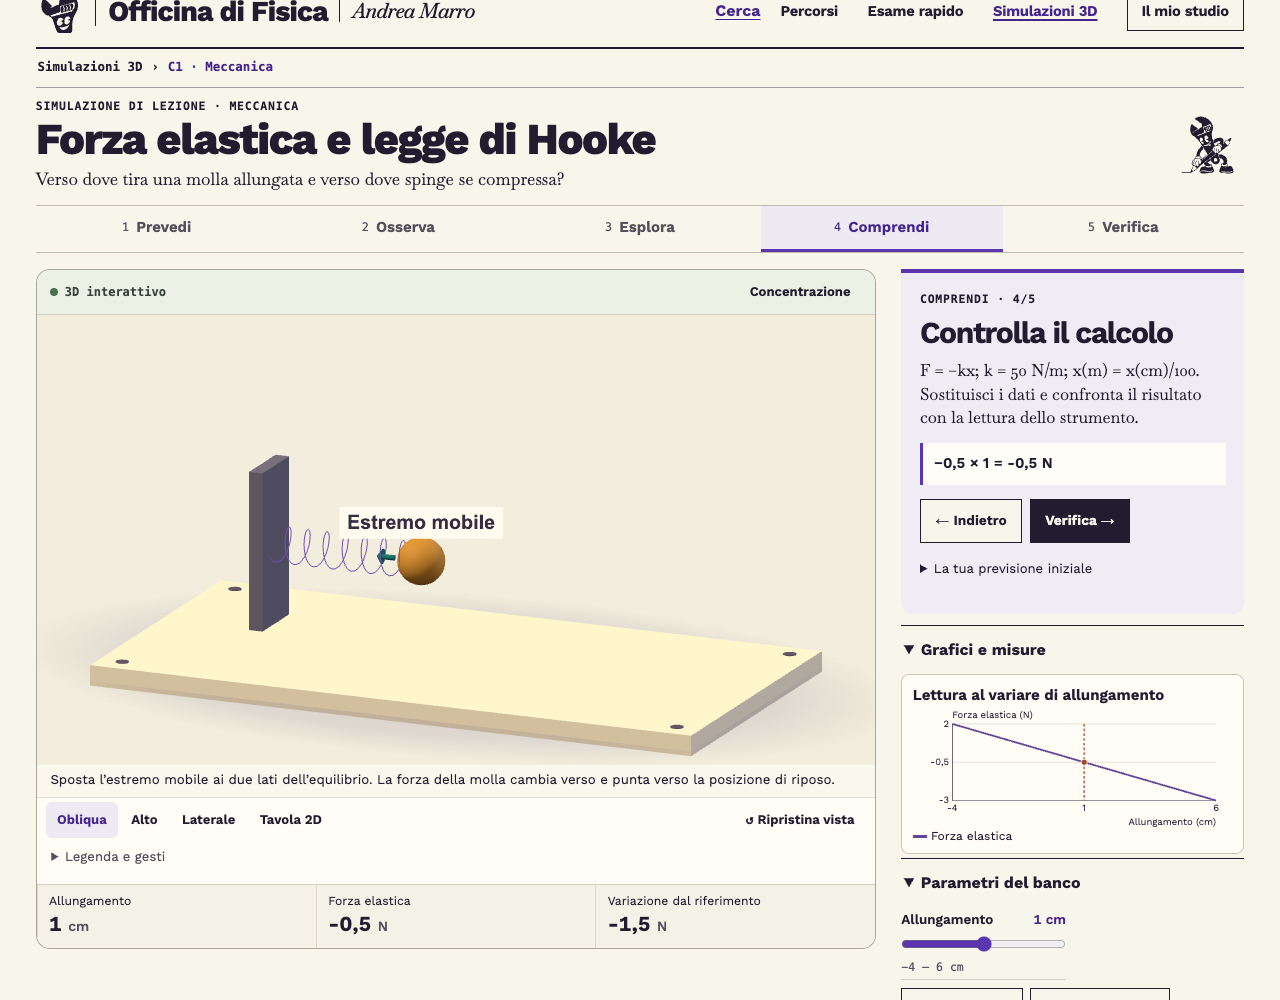 Officina di Fisica
Andrea Marro
Cerca
Percorsi
Esame rapido
Simulazioni 3D
Il mio studio
Simulazioni 3D › C1 · Meccanica
SIMULAZIONE DI LEZIONE · MECCANICA
Forza elastica e legge di Hooke
Verso dove tira una molla allungata e verso dove spinge se compressa?
1 Prevedi
2 Osserva
3 Esplora
4 Comprendi
5 Verifica
3D interattivo
Concentrazione
Estremo mobile
Sposta l’estremo mobile ai due lati dell’equilibrio. La forza della molla cambia verso e punta verso la posizione di riposo.
Obliqua
Alto
Laterale
Tavola 2D
↺ Ripristina vista
▶ Legenda e gesti
Allungamento
1 cm
Forza elastica
-0,5 N
Variazione dal riferimento
-1,5 N
COMPRENDI · 4/5
Controlla il calcolo
F = −kx; k = 50 N/m; x(m) = x(cm)/100.
Sostituisci i dati e confronta il risultato
con la lettura dello strumento.
−0,5 × 1 = -0,5 N
← Indietro
Verifica →
▶ La tua previsione iniziale
▼ Grafici e misure
Lettura al variare di allungamento
Forza elastica (N)
2
-0,5
-3
-4
1
6
Allungamento (cm)
Forza elastica
▼ Parametri del banco
Allungamento
1 cm
−4 — 6 cm